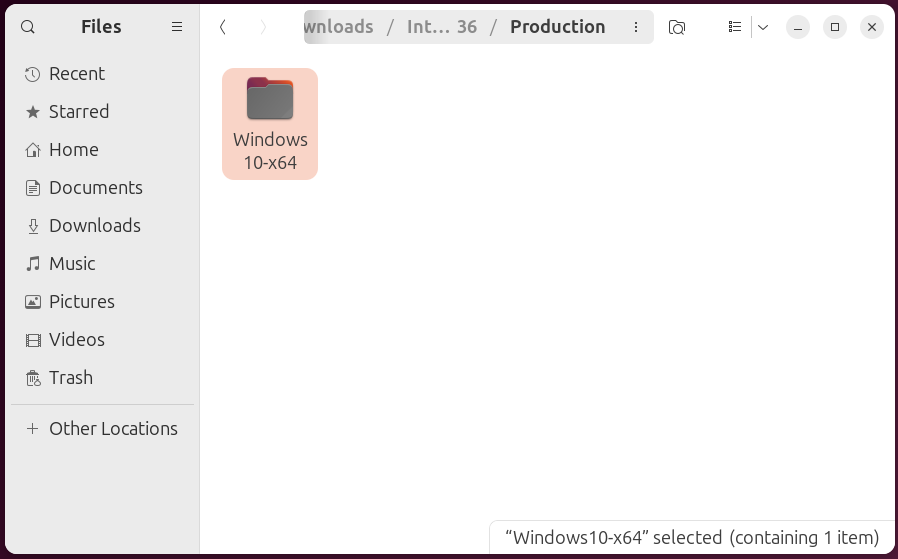 Files
wnloads / Int… 36 / Production
Recent
Starred
Home
Documents
Downloads
Music
Pictures
Videos
Trash
Other Locations
Windows
10-x64
“Windows10-x64” selected (containing 1 item)